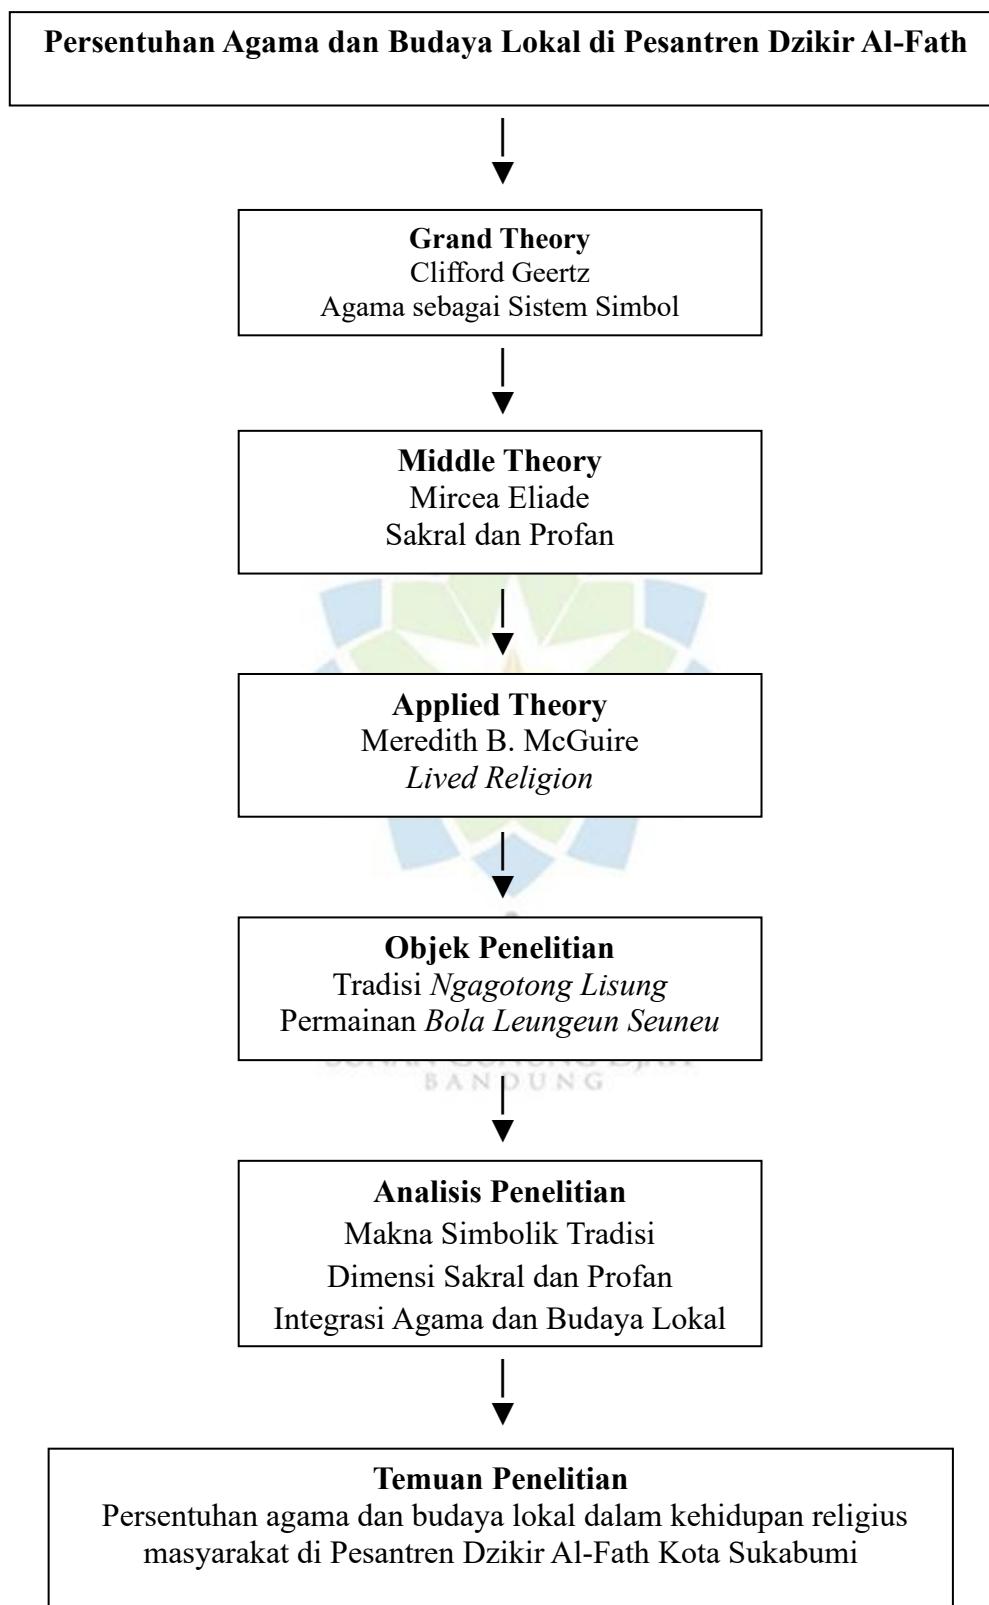 Persentuhan Agama dan Budaya Lokal di Pesantren Dzikir Al-Fath
Grand Theory
Clifford Geertz
Agama sebagai Sistem Simbol
Middle Theory
Mircea Eliade
Sakral dan Profan
Applied Theory
Meredith B. McGuire
Lived Religion
Objek Penelitian
Tradisi Ngagotong Lisung
Permainan Bola Leungeun Seuneu
BANDUNG
Analisis Penelitian
Makna Simbolik Tradisi
Dimensi Sakral dan Profan
Integrasi Agama dan Budaya Lokal
Temuan Penelitian
Persentuhan agama dan budaya lokal dalam kehidupan religius
masyarakat di Pesantren Dzikir Al-Fath Kota Sukabumi